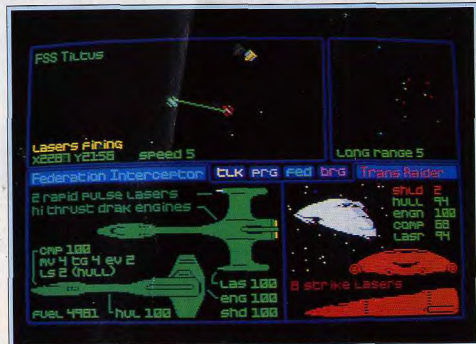 FSS Tiltus
Lasers Firing
X2287 Y2158 speed 5
Long range 5
Federation Interceptor tlk prg fed brg Trans Raider
2 rapid pulse lasers
hi thrust drak engines
cmp 100
mv 4 tg 4 ev 2
ls 2 (hull)
fuel 4981
hul 100
las 100
eng 100
shd 100
shld 2
hull 94
engn 100
comp 68
lasr 94
8 strike lasers